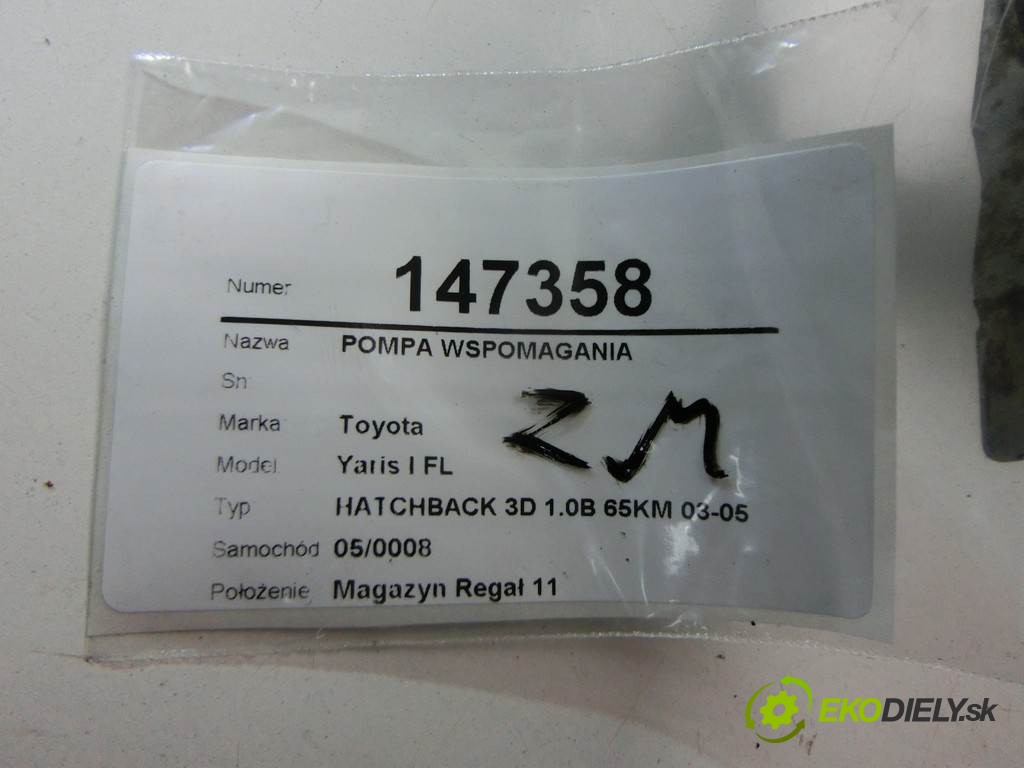 Numer 147358
Nazwa POMPA WSPOMAGANIA
Sn
Marka Toyota
ZM
Model Yaris I FL
Typ HATCHBACK 3D 1.0B 65KM 03-05
Samochód 05/0008
Położenie Magazyn Regał 11
EKODIELY.sk